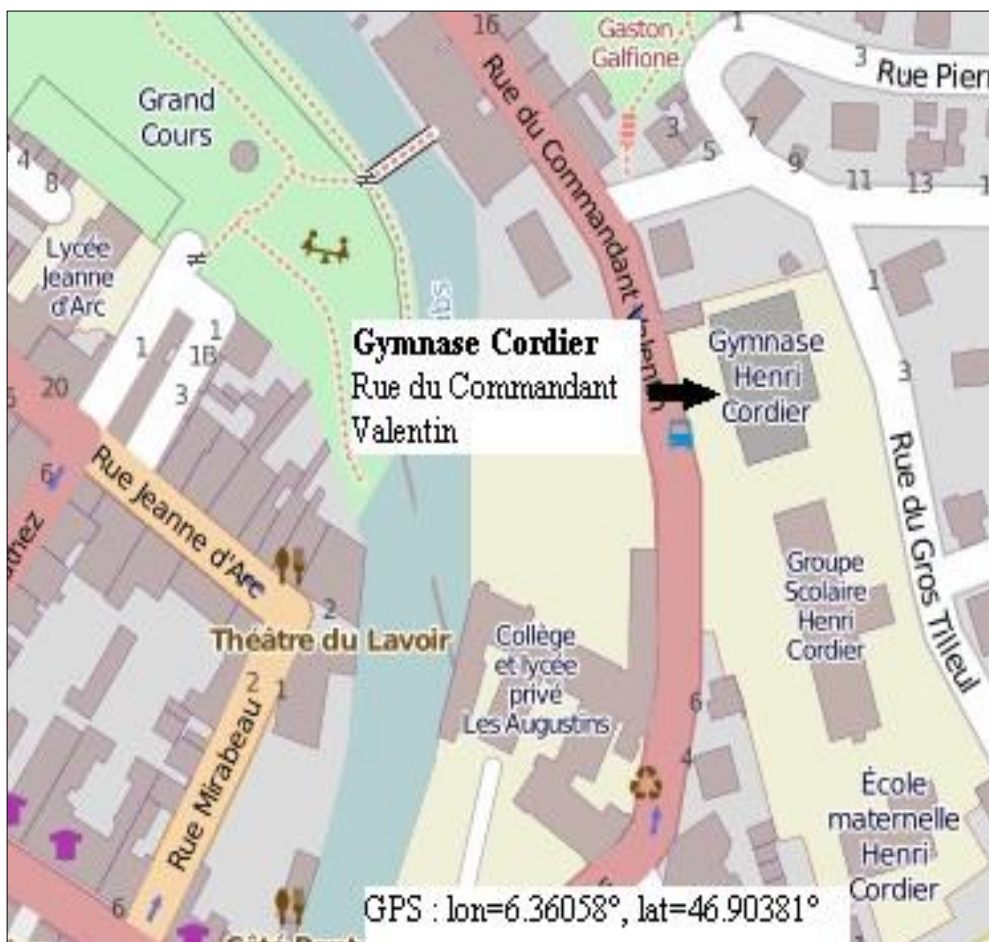 16
Gaston
Galfione
1
3
Rue Pierr
Grand
Cours
Rue du Commandant Valentin
3
7
5
9
11
13
1
4
8
Lycée
Jeanne
d'Arc
1
1
1B
3
20
6
Gymnase Cordier
Rue du Commandant
Valentin
Gymnase
Henri
Cordier
1
3
Rue du Gros Tilleul
Rue Jeanne d'Arc
2
Théâtre du Lavoir
2
1
Rue Mirabeau
6
Collège
et lycée
privé
Les Augustins
Groupe
Scolaire
Henri
Cordier
6
4
École
maternelle
Henri
Cordier
GPS : lon=6.36058°, lat=46.90381°